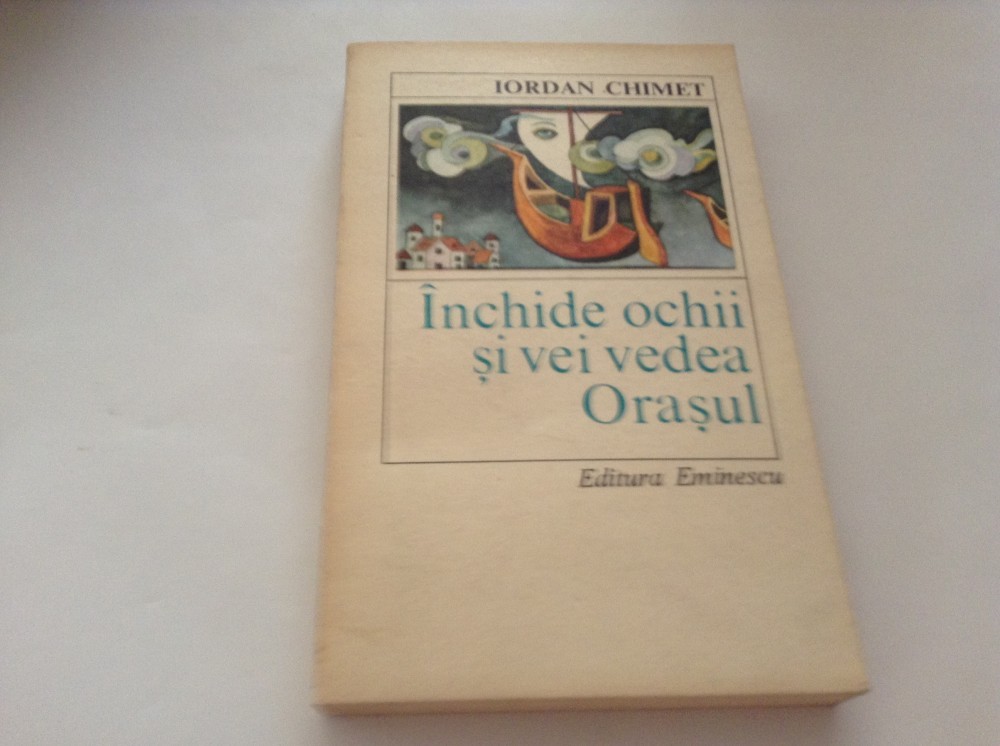 IORDAN CHIMET
Închide ochii
și vei vedea
Orașul
Editura Eminescu